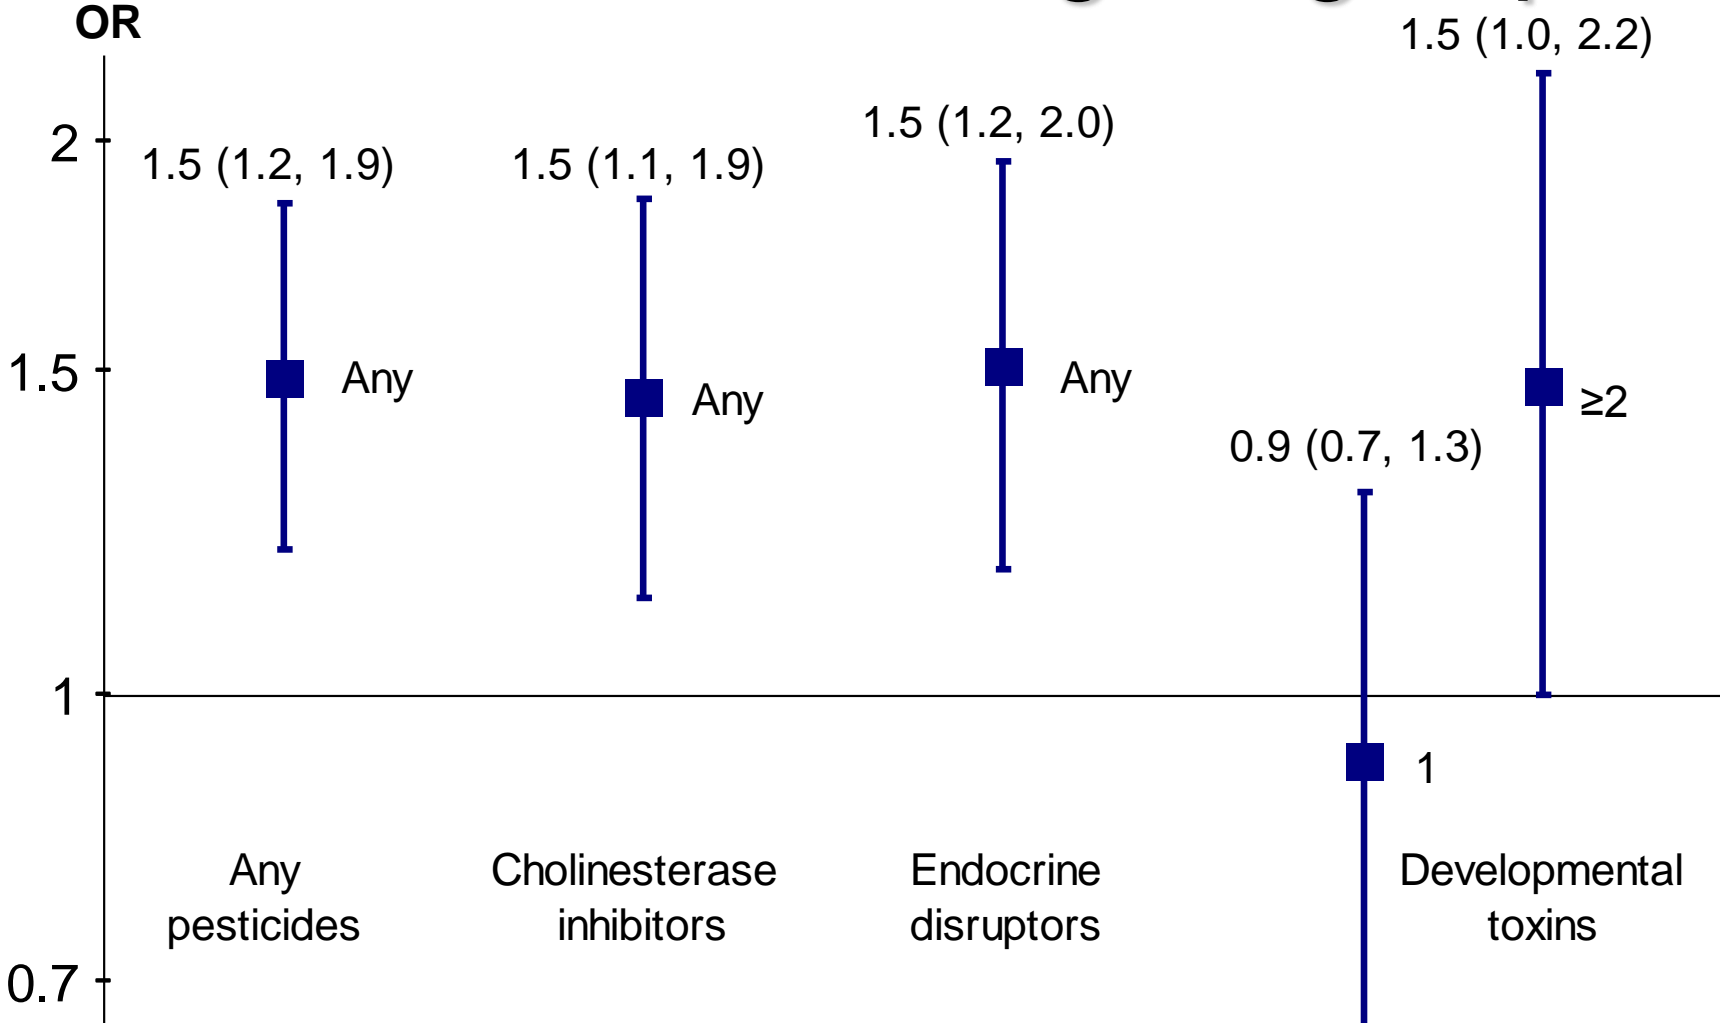 OR
1.5 (1.0, 2.2)
2
1.5 (1.2, 2.0)
1.5 (1.2, 1.9)
1.5 (1.1, 1.9)
1.5
Any
Any
Any
≥2
0.9 (0.7, 1.3)
1
1
Any
pesticides
Cholinesterase
inhibitors
Endocrine
disruptors
Developmental
toxins
0.7